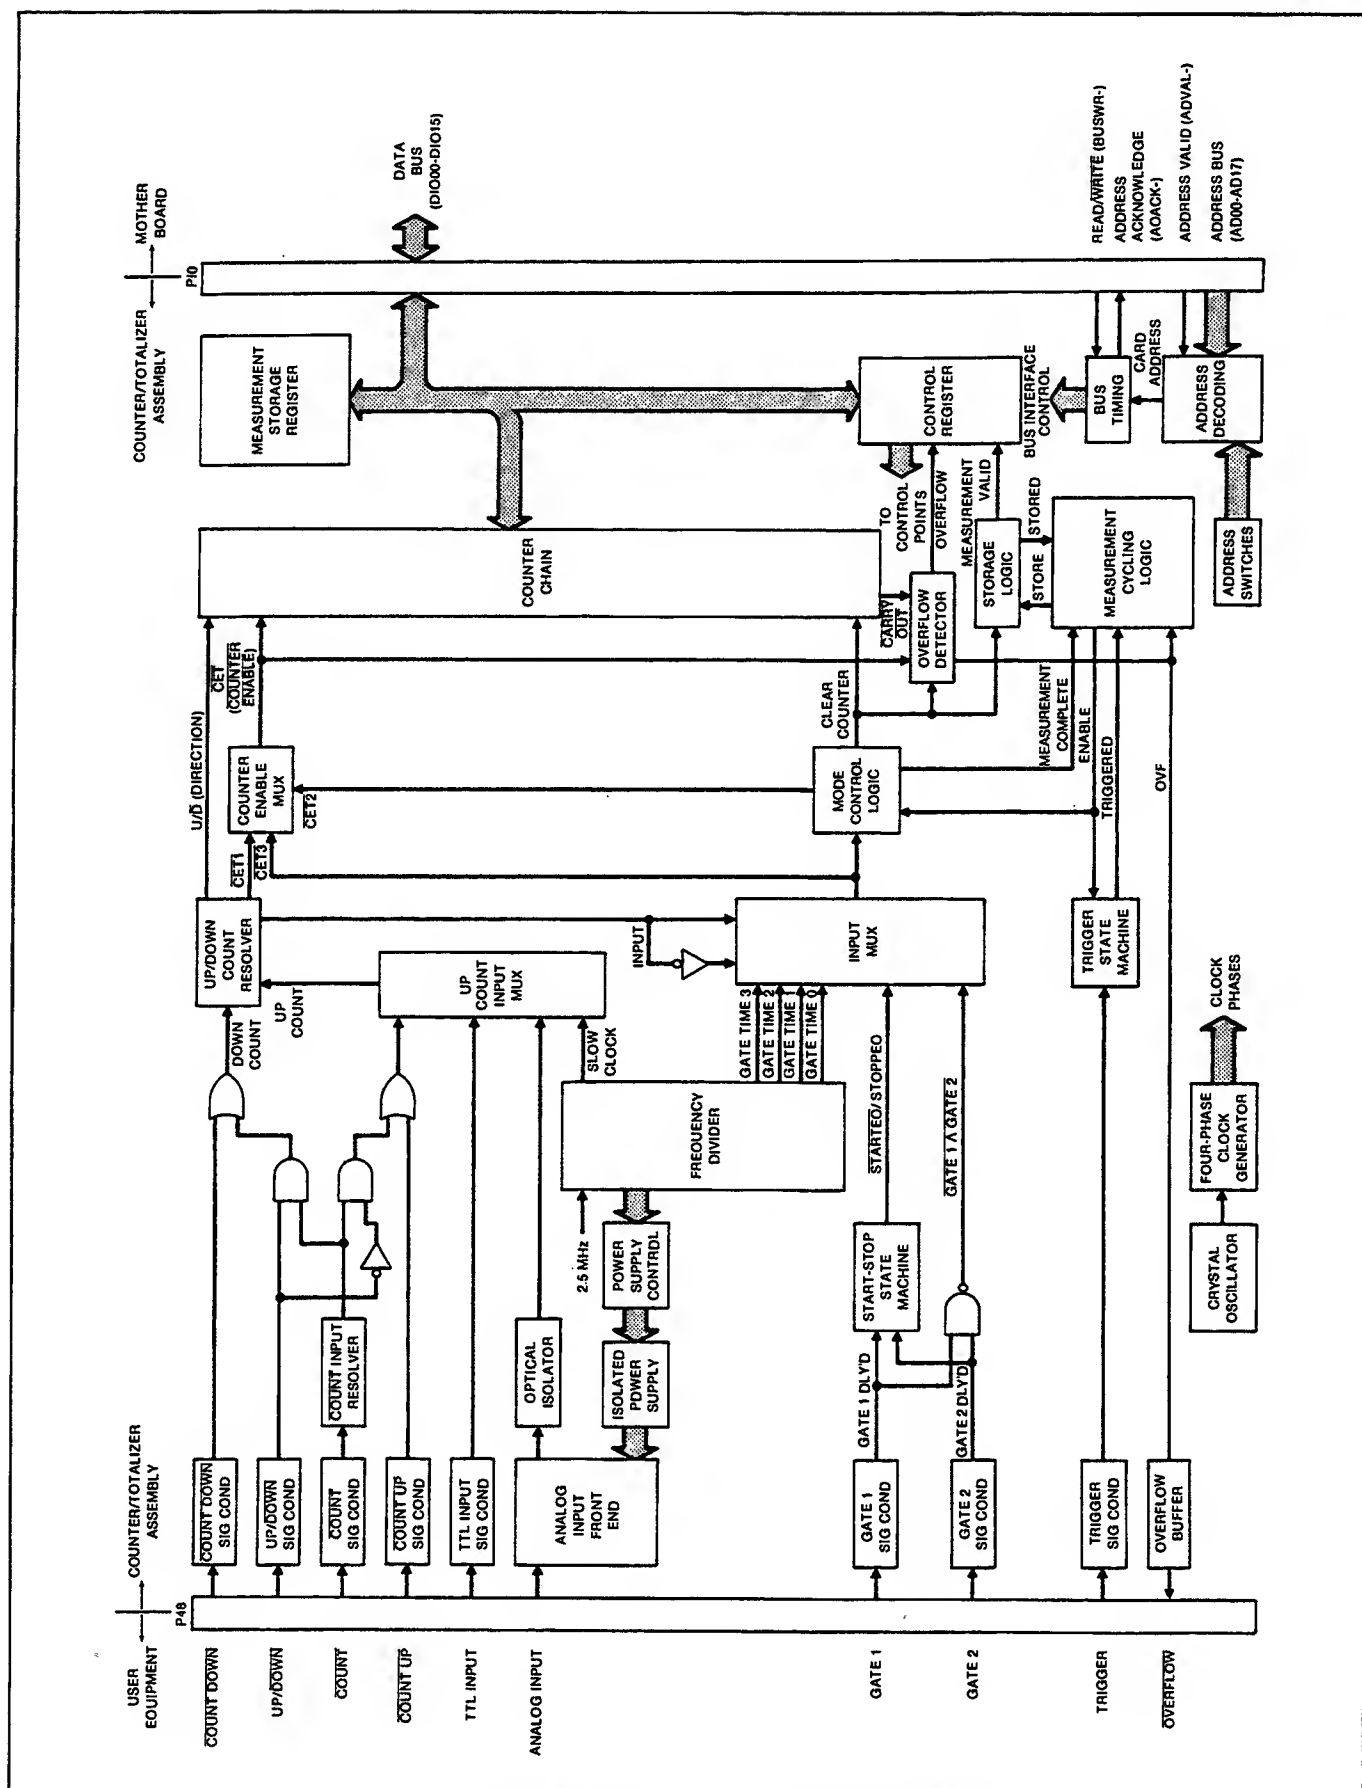 USER
EQUIPMENT
COUNTER/TOTALIZER
ASSEMBLY
P48
COUNT DOWN
UP/DOWN
COUNT
COUNT UP
TTL INPUT
ANALOG INPUT
GATE 1
GATE 2
TRIGGER
OVERFLOW
COUNT DOWN
SIG COND
UP/DOWN
SIG COND
COUNT
SIG COND
COUNT UP
SIG COND
TTL INPUT
SIG COND
ANALOG
INPUT
FRONT
END
GATE 1
SIG COND
GATE 2
SIG COND
TRIGGER
SIG COND
OVERFLOW
BUFFER
COUNT INPUT
RESOLVER
OPTICAL
ISOLATOR
ISOLATED
PDWER
SUPPLY
POWER
SUPPLY
CONTRDL
2.5 MHz
GATE 1 DLY'D
GATE 2 DLY'D
START-STOP
STATE
MACHINE
CRYSTAL
OSCILLATOR
FOUR-PHASE
CLOCK
GENERATOR
CLOCK
PHASES
FREQUENCY
DIVIDER
STARTEO/STOPPEO
GATE 1 Λ GATE 2
DOWN
COUNT
UP
COUNT
SLOW
CLOCK
GATE TIME 3
GATE TIME 2
GATE TIME 1
GATE TIME 0
UP/DOWN
COUNT
RESOLVER
UP
COUNT INPUT
MUX
INPUT
INPUT
MUX
TRIGGER
STATE
MACHINE
U/D (DIRECTION)
CET1
CET3
CET2
COUNTER
ENABLE
MUX
MODE
CONTROL
LOGIC
CET
(COUNTER
ENABLE)
CLEAR
COUNTER
MEASUREMENT
COMPLETE
ENABLE
TRIGGERED
OVF
COUNTER
CHAIN
CARRY
OUT
OVERFLOW
DETECTOR
STORAGE
LOGIC
STORE
STORED
MEASUREMENT
CYCLING
LOGIC
ADDRESS
SWITCHES
TO
CONTROL
POINTS
OVERFLOW
MEASUREMENT
VALID
MEASUREMENT
STORAGE
REGISTER
CONTROL
REGISTER
BUS INTERFACE
CONTROL
BUS
TIMING
CARD
ADDRESS
ADDRESS
DECODING
COUNTER/TOTALIZER
ASSEMBLY
MOTHER
BOARD
P10
DATA
BUS
(DIO00-DIO15)
READ/WRITE (BUSWR-)
ADDRESS
ACKNOWLEDGE
(AOACK-)
ADDRESS VALID (ADVAL-)
ADDRESS BUS
(AD00-AD17)